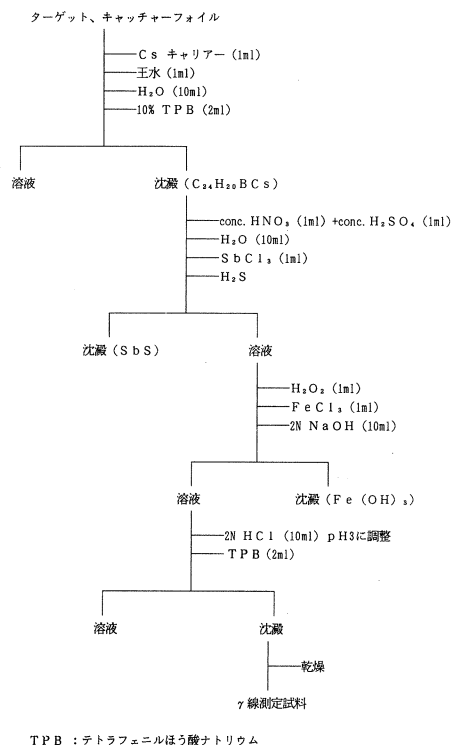 ターゲット、キャッチャーフォイル
Ｃｓ キャリアー (1ml)
王水 (1ml)
Ｈ₂Ｏ (10ml)
10% ＴＰＢ (2ml)
溶液 沈澱 (Ｃ₂₄Ｈ₂₀ＢＣｓ)
conc. ＨＮＯ₃ (1ml) +conc. Ｈ₂ＳＯ₄ (1ml)
Ｈ₂Ｏ (10ml)
ＳｂＣｌ₃ (1ml)
Ｈ₂Ｓ
沈澱 (ＳｂＳ) 溶液
Ｈ₂Ｏ₂ (1ml)
ＦｅＣｌ₃ (1ml)
2N ＮａＯＨ (10ml)
溶液 沈澱 (Ｆｅ (ＯＨ) ₃)
2N ＨＣｌ (10ml) ｐＨ3に調整
ＴＰＢ (2ml)
溶液 沈澱
乾燥
γ線測定試料
ＴＰＢ ：テトラフェニルほう酸ナトリウム